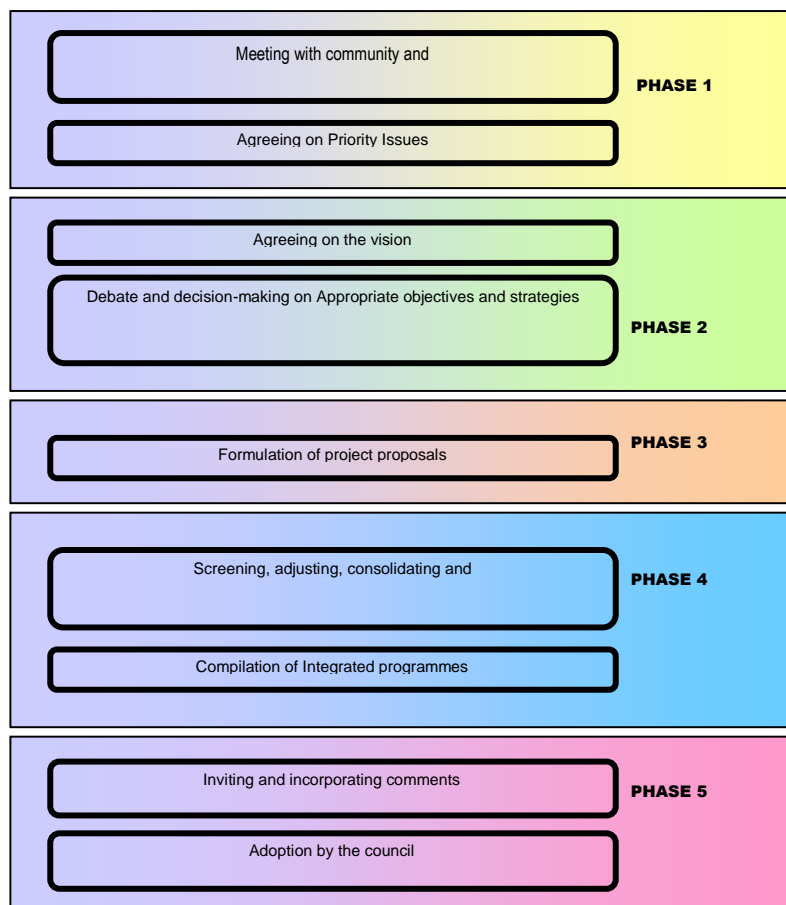 Meeting with community and
PHASE 1
Agreeing on Priority Issues
Agreeing on the vision
Debate and decision-making on Appropriate objectives and strategies
PHASE 2
Formulation of project proposals
PHASE 3
Screening, adjusting, consolidating and
PHASE 4
Compilation of Integrated programmes
Inviting and incorporating comments
PHASE 5
Adoption by the council